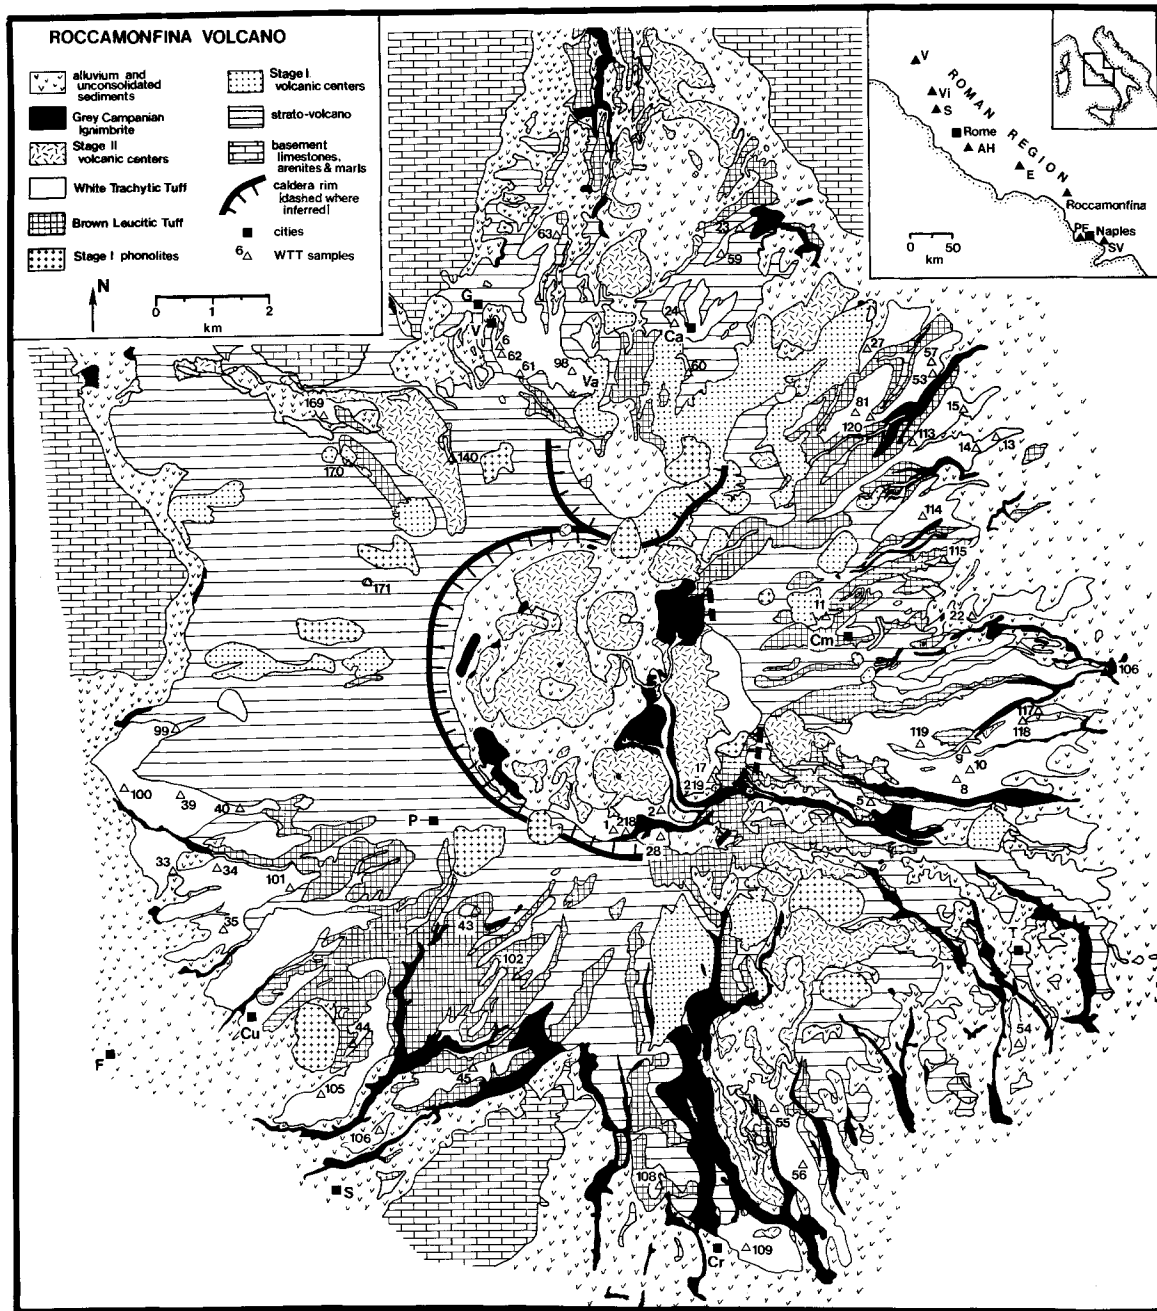 ROCCAMONFINA VOLCANO
alluvium and
unconsolidated
sediments
Grey Campanian
Ignimbrite
Stage II
volcanic centers
White Trachytic Tuff
Brown Leucitic Tuff
Stage I phonolites
Stage I
volcanic centers
strato-volcano
basement
limestones,
arenites & marls
caldera rim
[dashed where
inferred]
cities
6
WTT samples
N
0 1 2
km
V
Vi
S
Rome
AH
E
ROMAN REGION
Roccamonfina
PF Naples
SV
0 50
km
63
23
59
G
V
6
62
61
98
Va
24
Ca
60
27
57
53
81
120
15
113
14
13
169
170
140
171
114
115
11
Cm
22
106
117
118
119
9
10
8
5
17
219
2
1
218
28
99
100
39
40
P
33
34
101
35
43
102
Cu
F
44
105
45
106
S
T
54
55
56
108
Cr
109